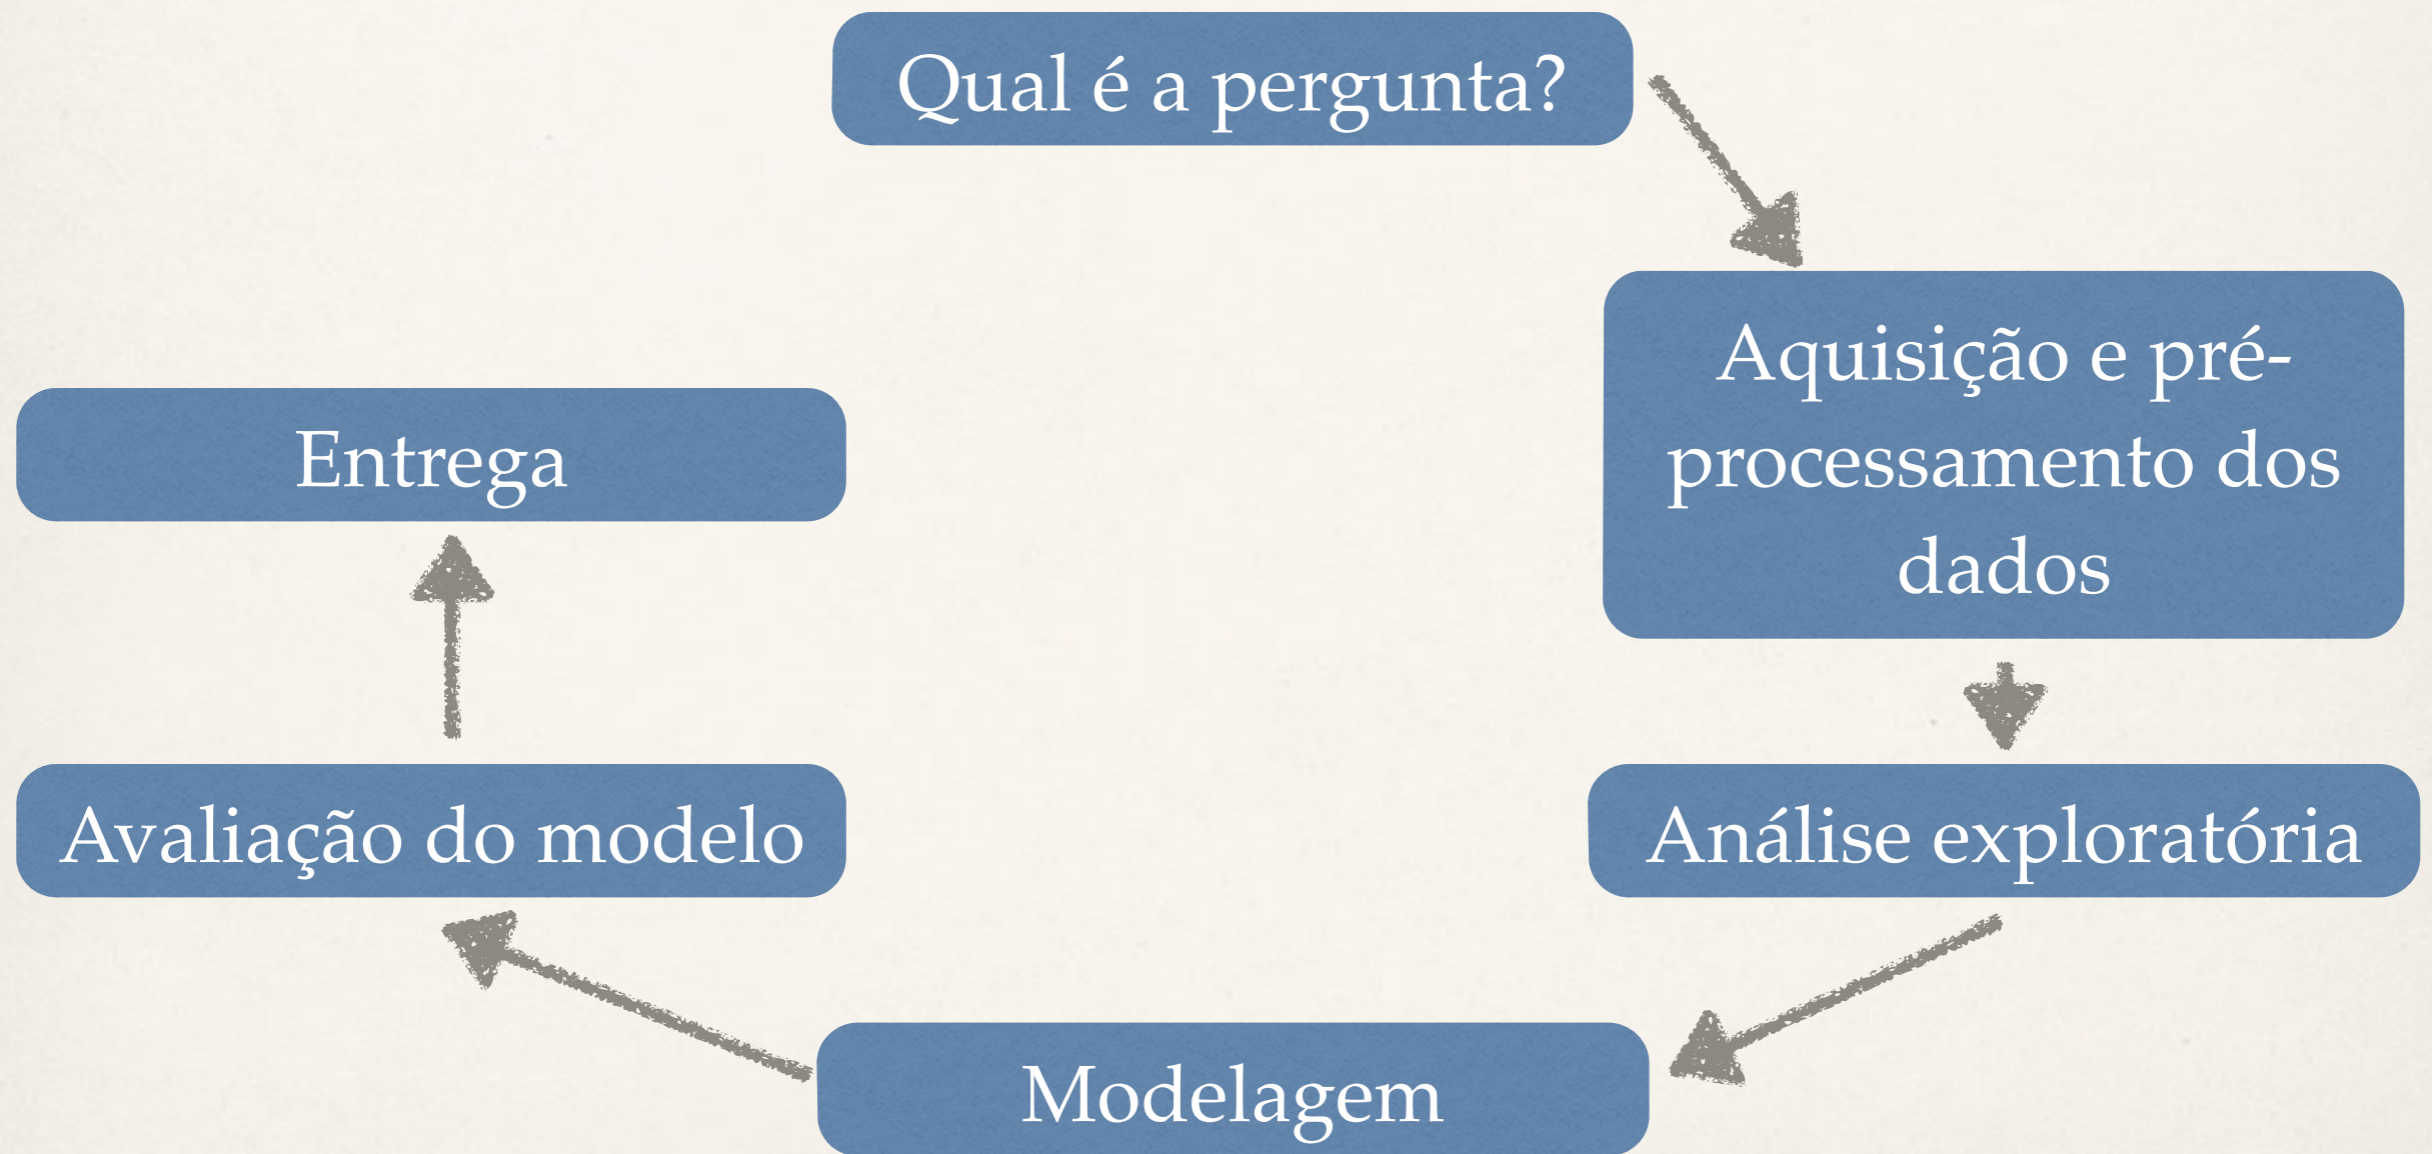 Qual é a pergunta?
Aquisição e pré-
processamento dos
dados
Análise exploratória
Modelagem
Avaliação do modelo
Entrega